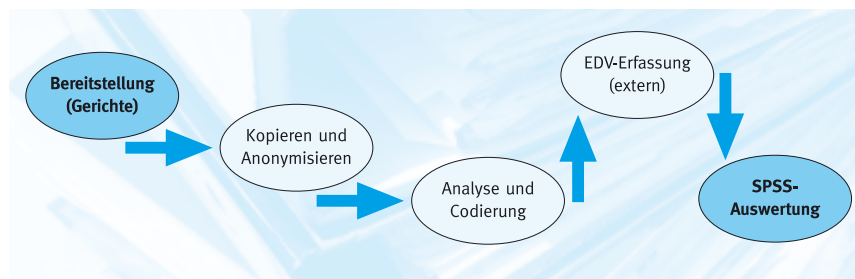 Bereitstellung
(Gerichte)
Kopieren und
Anonymisieren
Analyse und
Codierung
EDV-Erfassung
(extern)
SPSS-
Auswertung